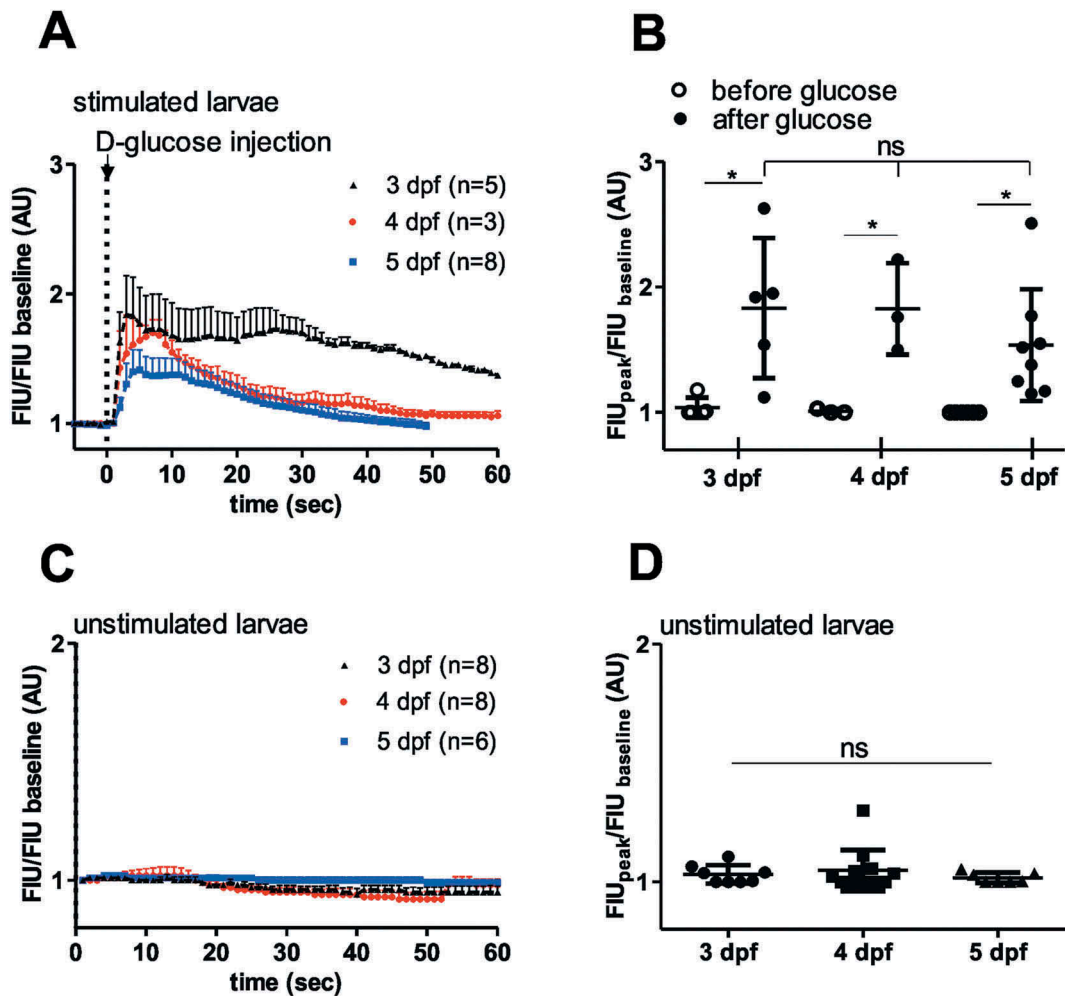 A
stimulated larvae
D-glucose injection
3 dpf (n=5)
4 dpf (n=3)
5 dpf (n=8)
FIU/FIU baseline (AU)
3
2
1
0 10 20 30 40 50 60
time (sec)
B
before glucose
after glucose
ns
* * *
FIUpeak/FIU baseline (AU)
3
2
1
3 dpf 4 dpf 5 dpf
C
unstimulated larvae
3 dpf (n=8)
4 dpf (n=8)
5 dpf (n=6)
FIU/FIU baseline (AU)
2
1
0 10 20 30 40 50 60
time (sec)
D
unstimulated larvae
ns
FIUpeak/FIU baseline (AU)
2
1
3 dpf 4 dpf 5 dpf